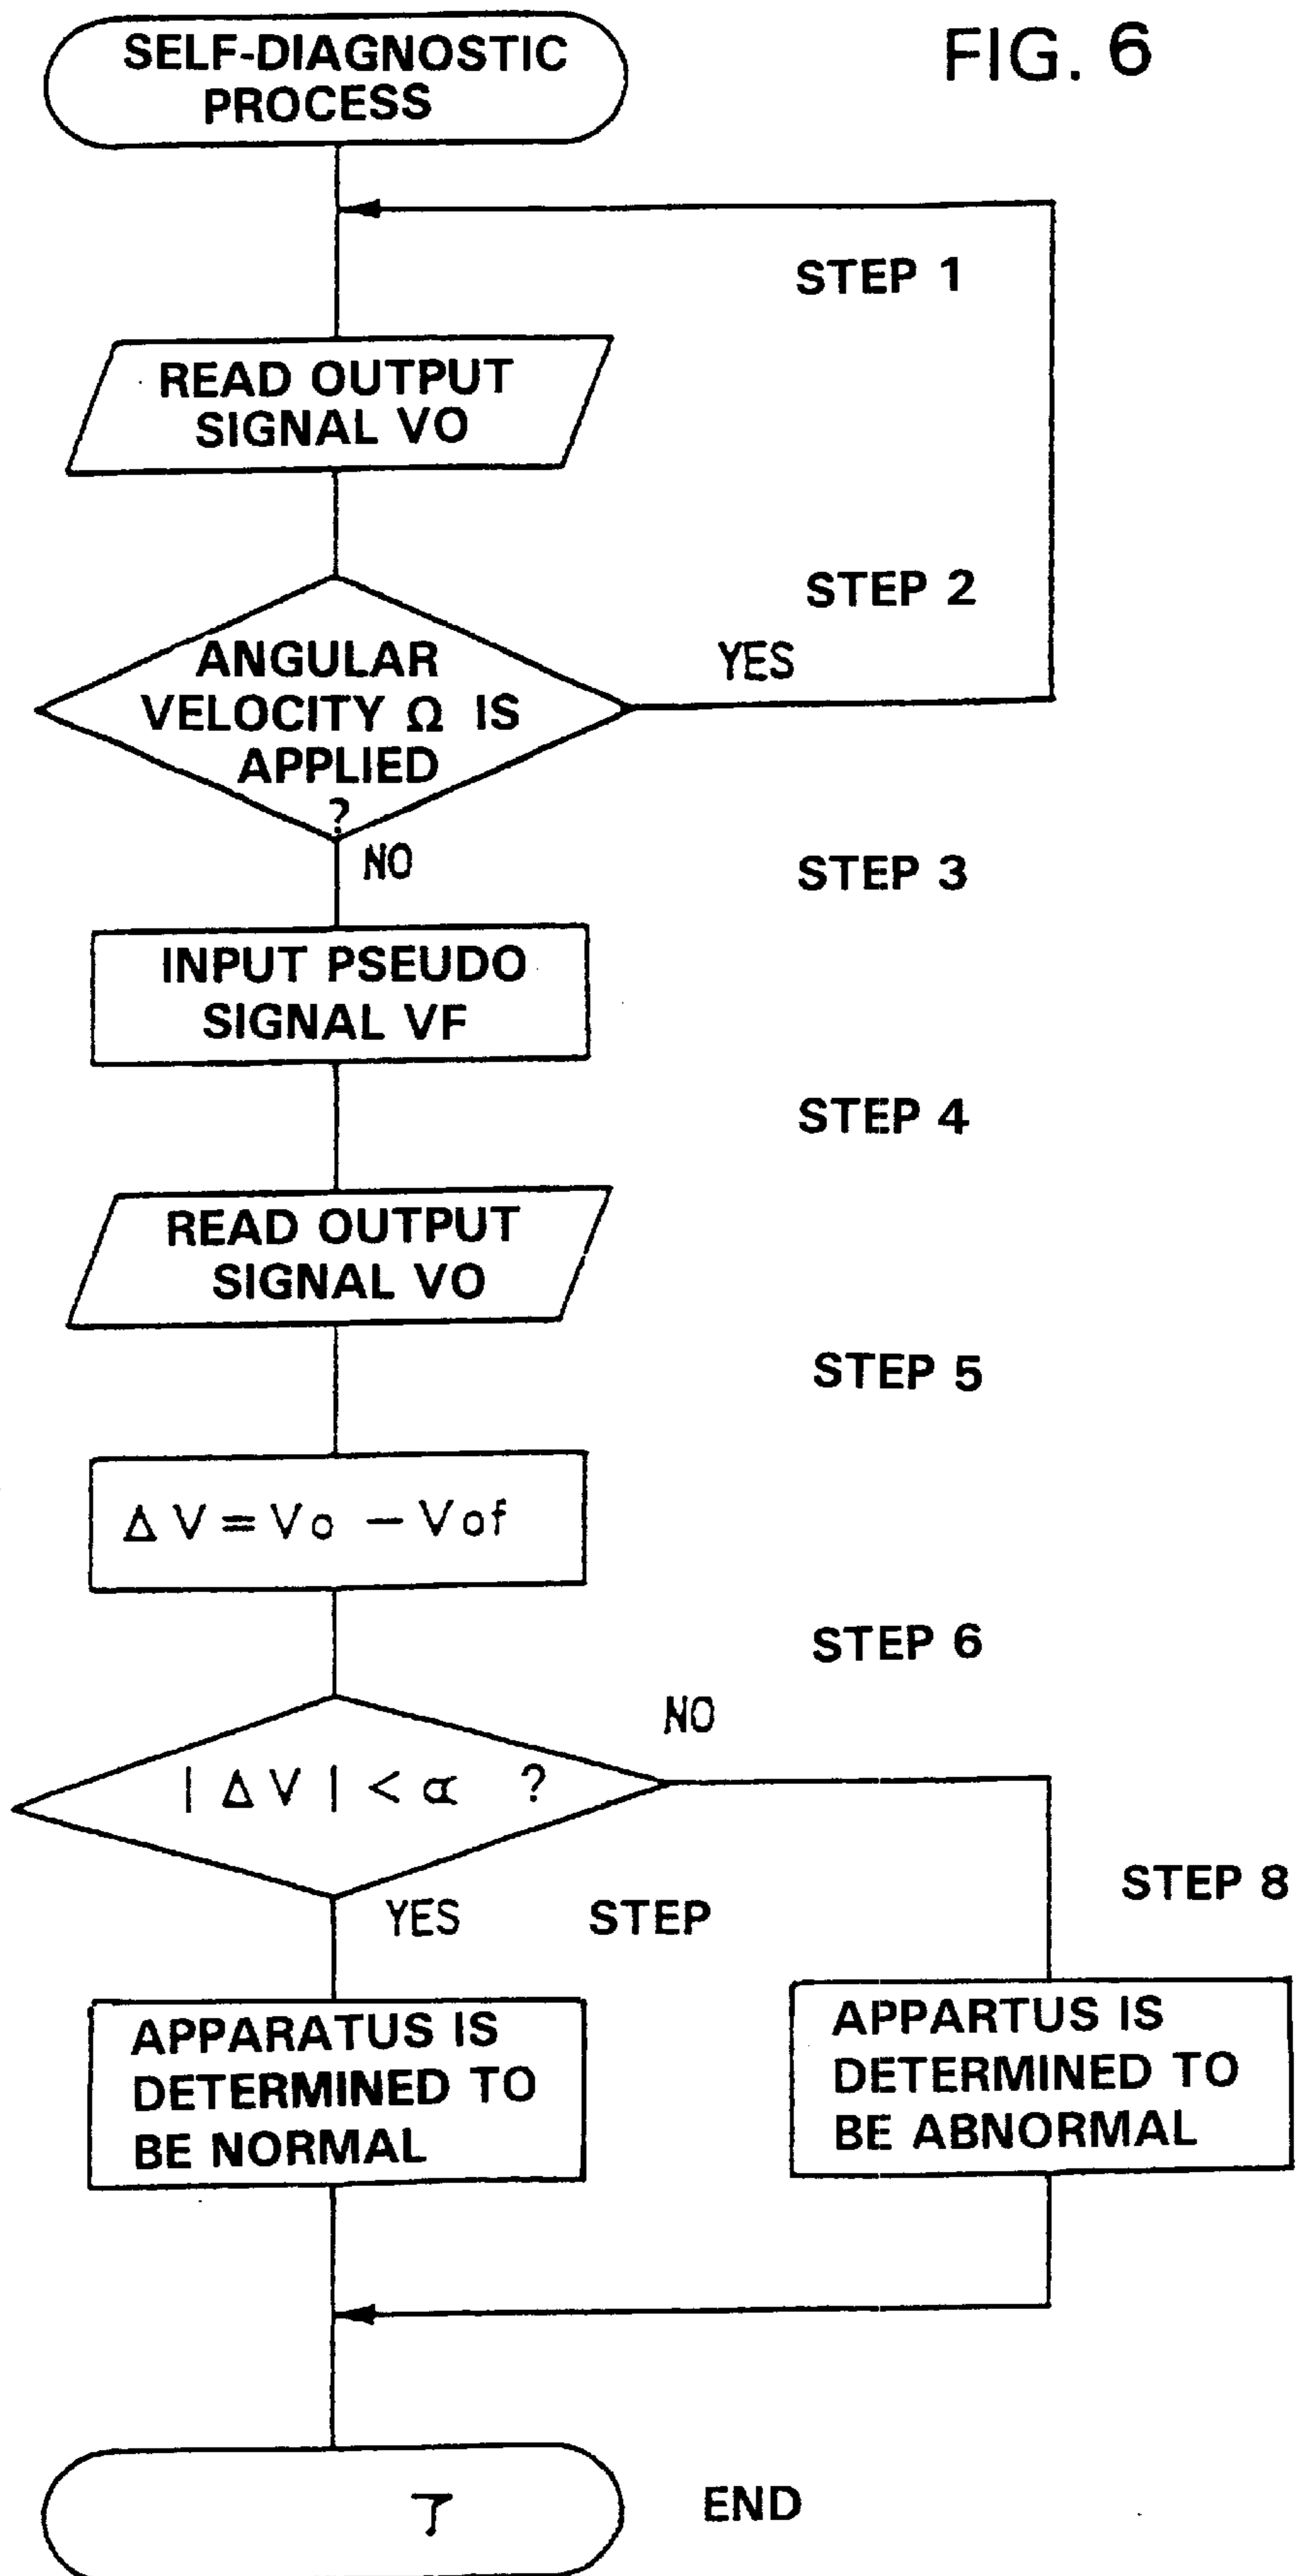 SELF-DIAGNOSTIC
PROCESS
FIG. 6
STEP 1
READ OUTPUT
SIGNAL VO
STEP 2
YES
ANGULAR
VELOCITY Ω IS
APPLIED
?
NO
STEP 3
INPUT PSEUDO
SIGNAL VF
STEP 4
READ OUTPUT
SIGNAL VO
STEP 5
Δ V = Vo − Vof
STEP 6
NO
| Δ V | < α ?
YES
STEP
STEP 8
APPARATUS IS
DETERMINED TO
BE NORMAL
APPARTUS IS
DETERMINED TO
BE ABNORMAL
了
END